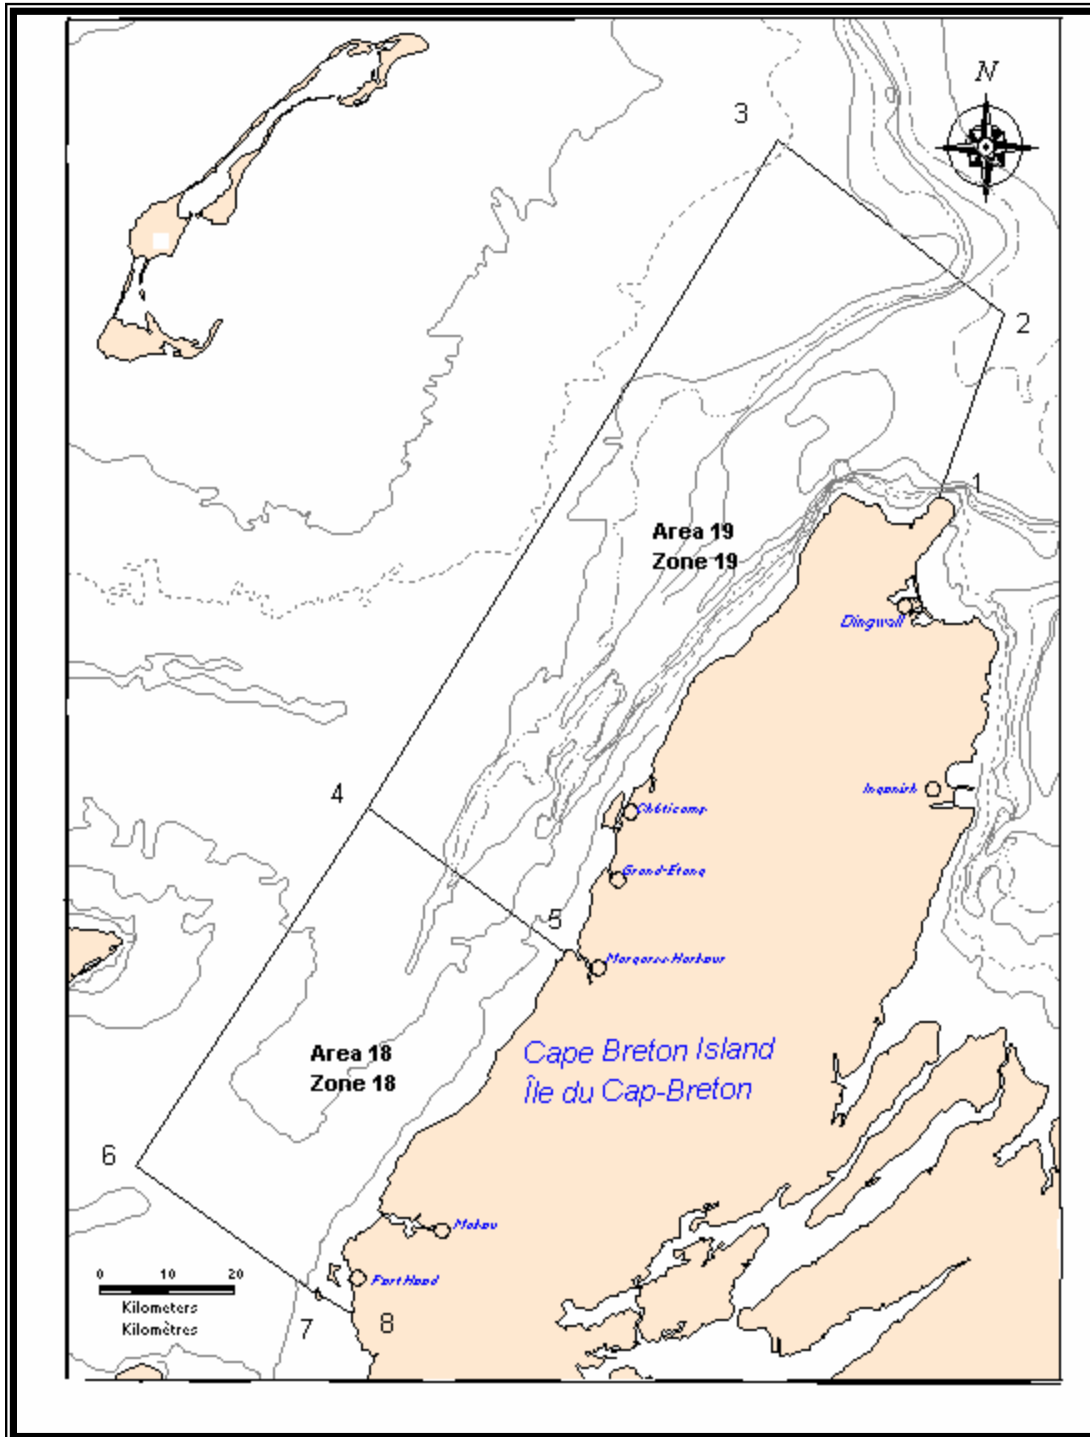 N
3
2
1
Area 19
Zone 19
Dingwall
Ingonish
4
Chéticamp
Grand-Étang
5
Margaree Harbour
Area 18
Zone 18
Cape Breton Island
Île du Cap-Breton
6
Mabou
Port Hood
0 10 20
Kilometers
Kilomètres
7
8